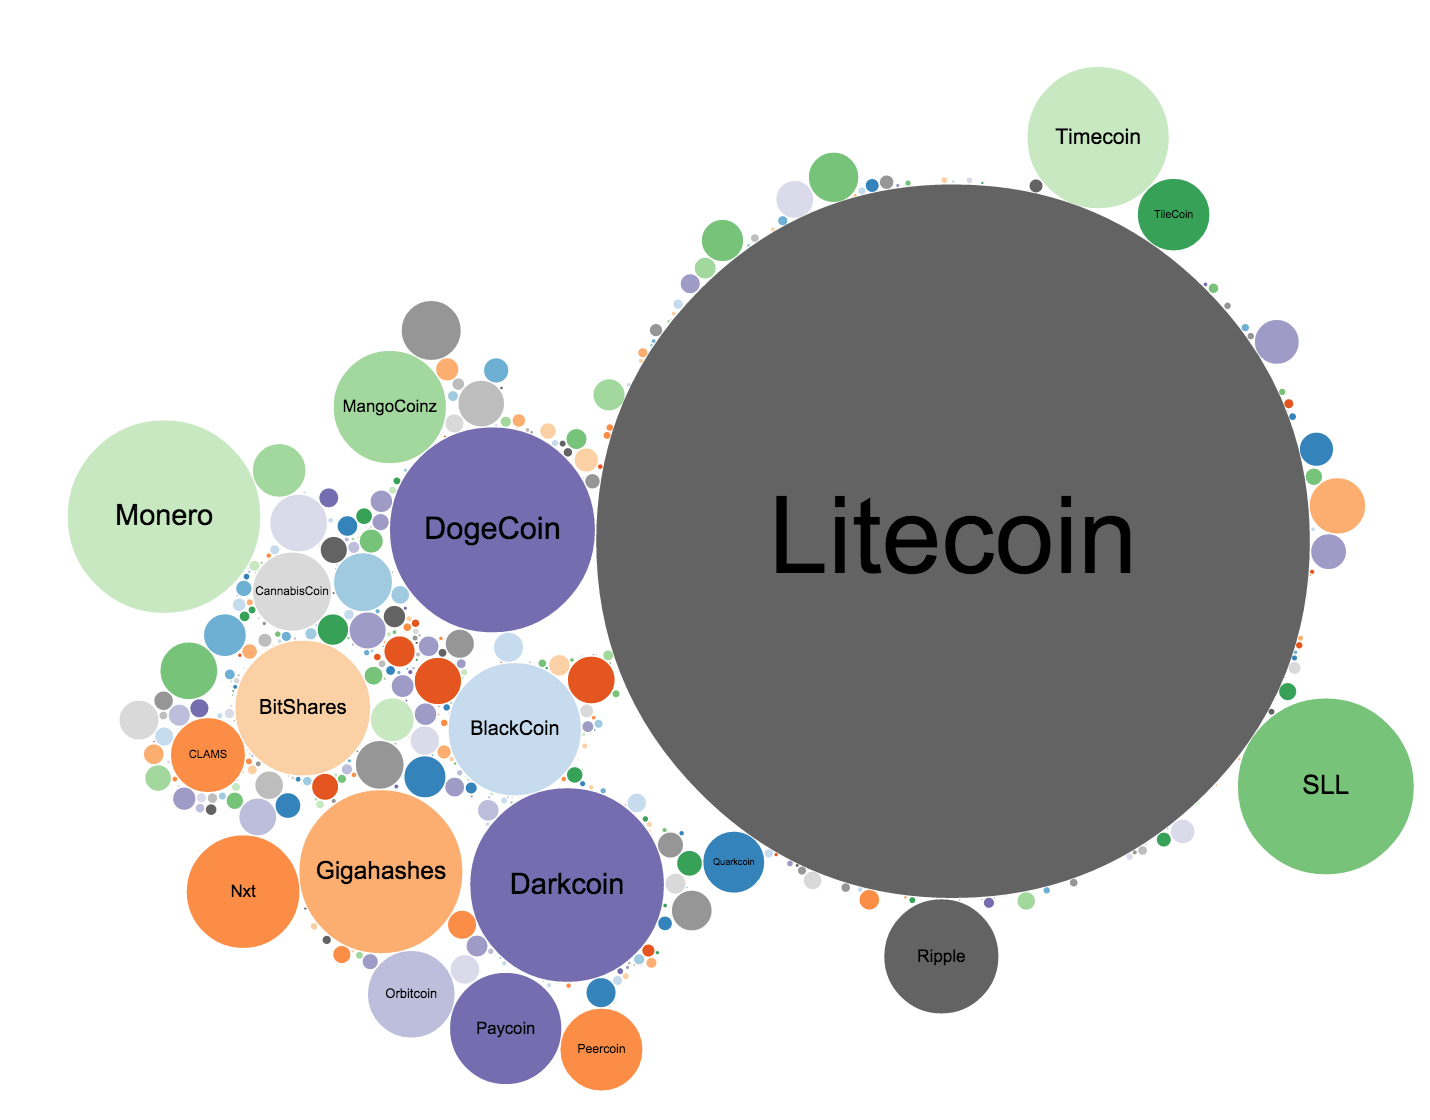 Timecoin
TileCoin
MangoCoinz
Monero
DogeCoin
Litecoin
CannabisCoin
BitShares
BlackCoin
CLAMS
SLL
Gigahashes
Darkcoin
Quarkcoin
Nxt
Ripple
Orbitcoin
Paycoin
Peercoin